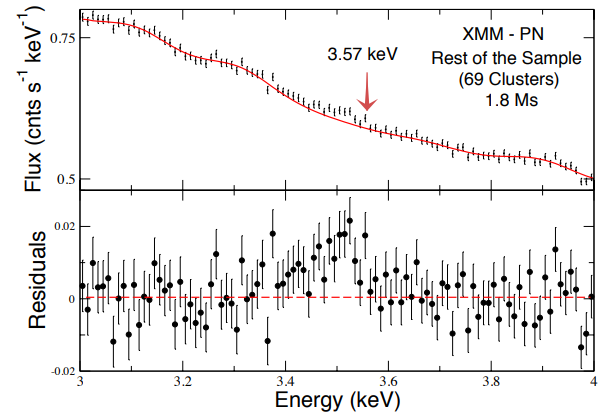 0.75
0.5
Flux (cnts s⁻¹ keV⁻¹)
3.57 keV
XMM - PN
Rest of the Sample
(69 Clusters)
1.8 Ms
0.02
0
-0.02
Residuals
3
3.2
3.4
3.6
3.8
4
Energy (keV)